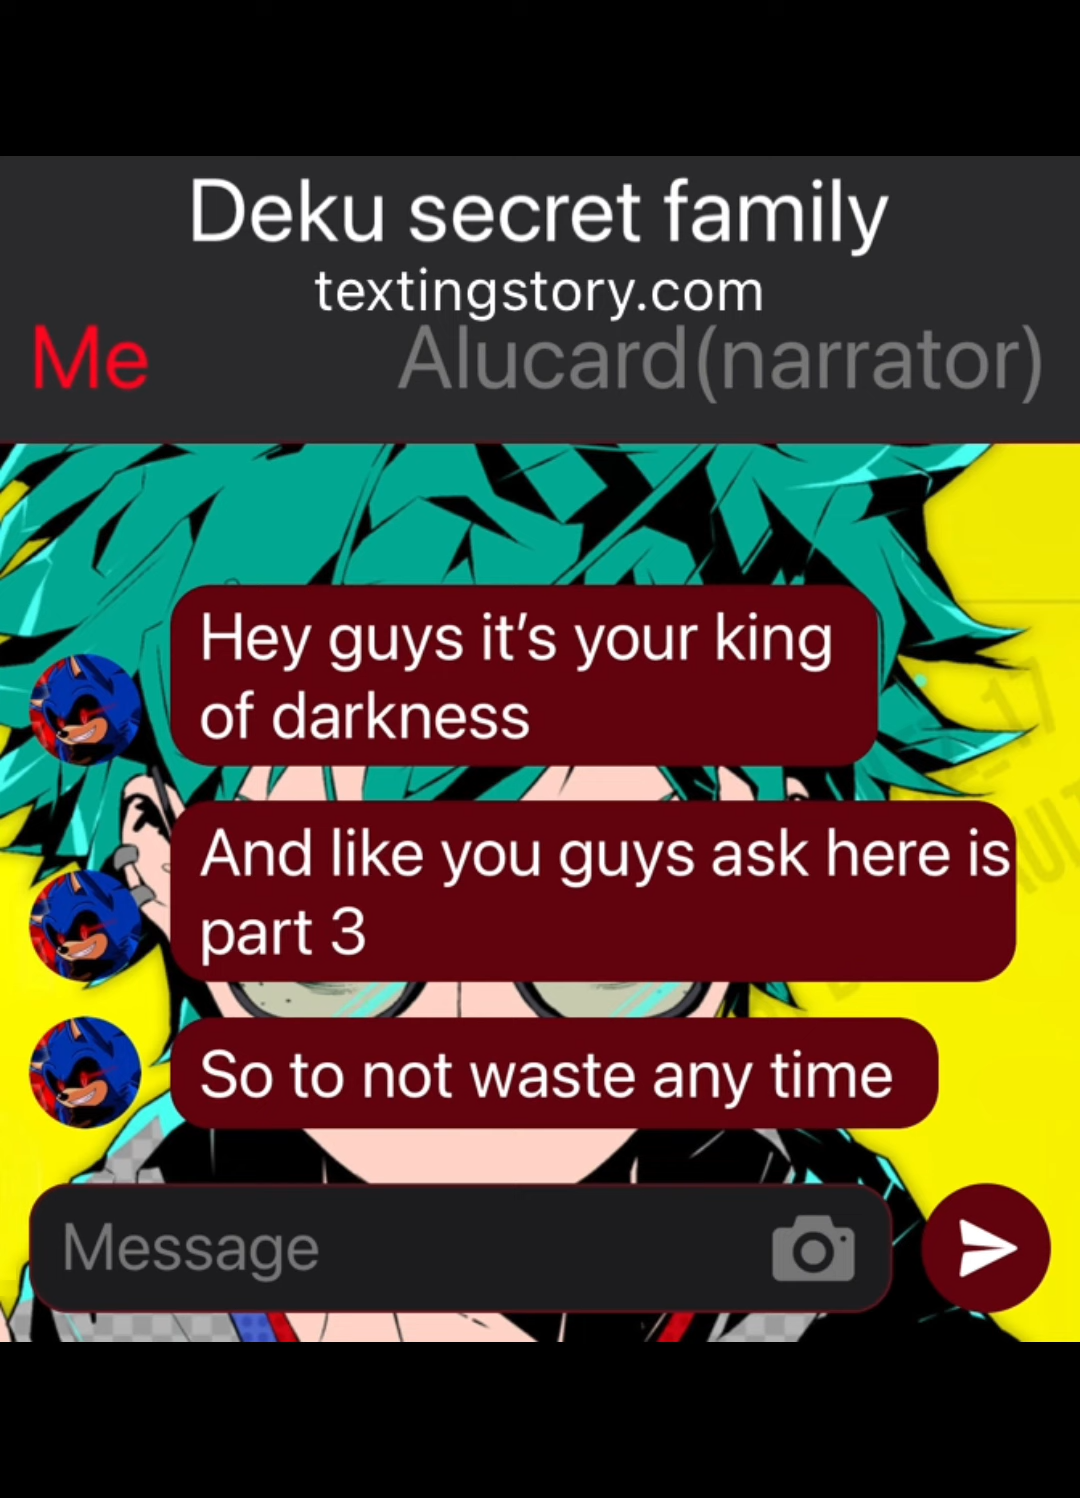 Deku secret family
textingstory.com
Me
Alucard(narrator)
Hey guys it’s your king
of darkness
And like you guys ask here is
part 3
So to not waste any time
Message